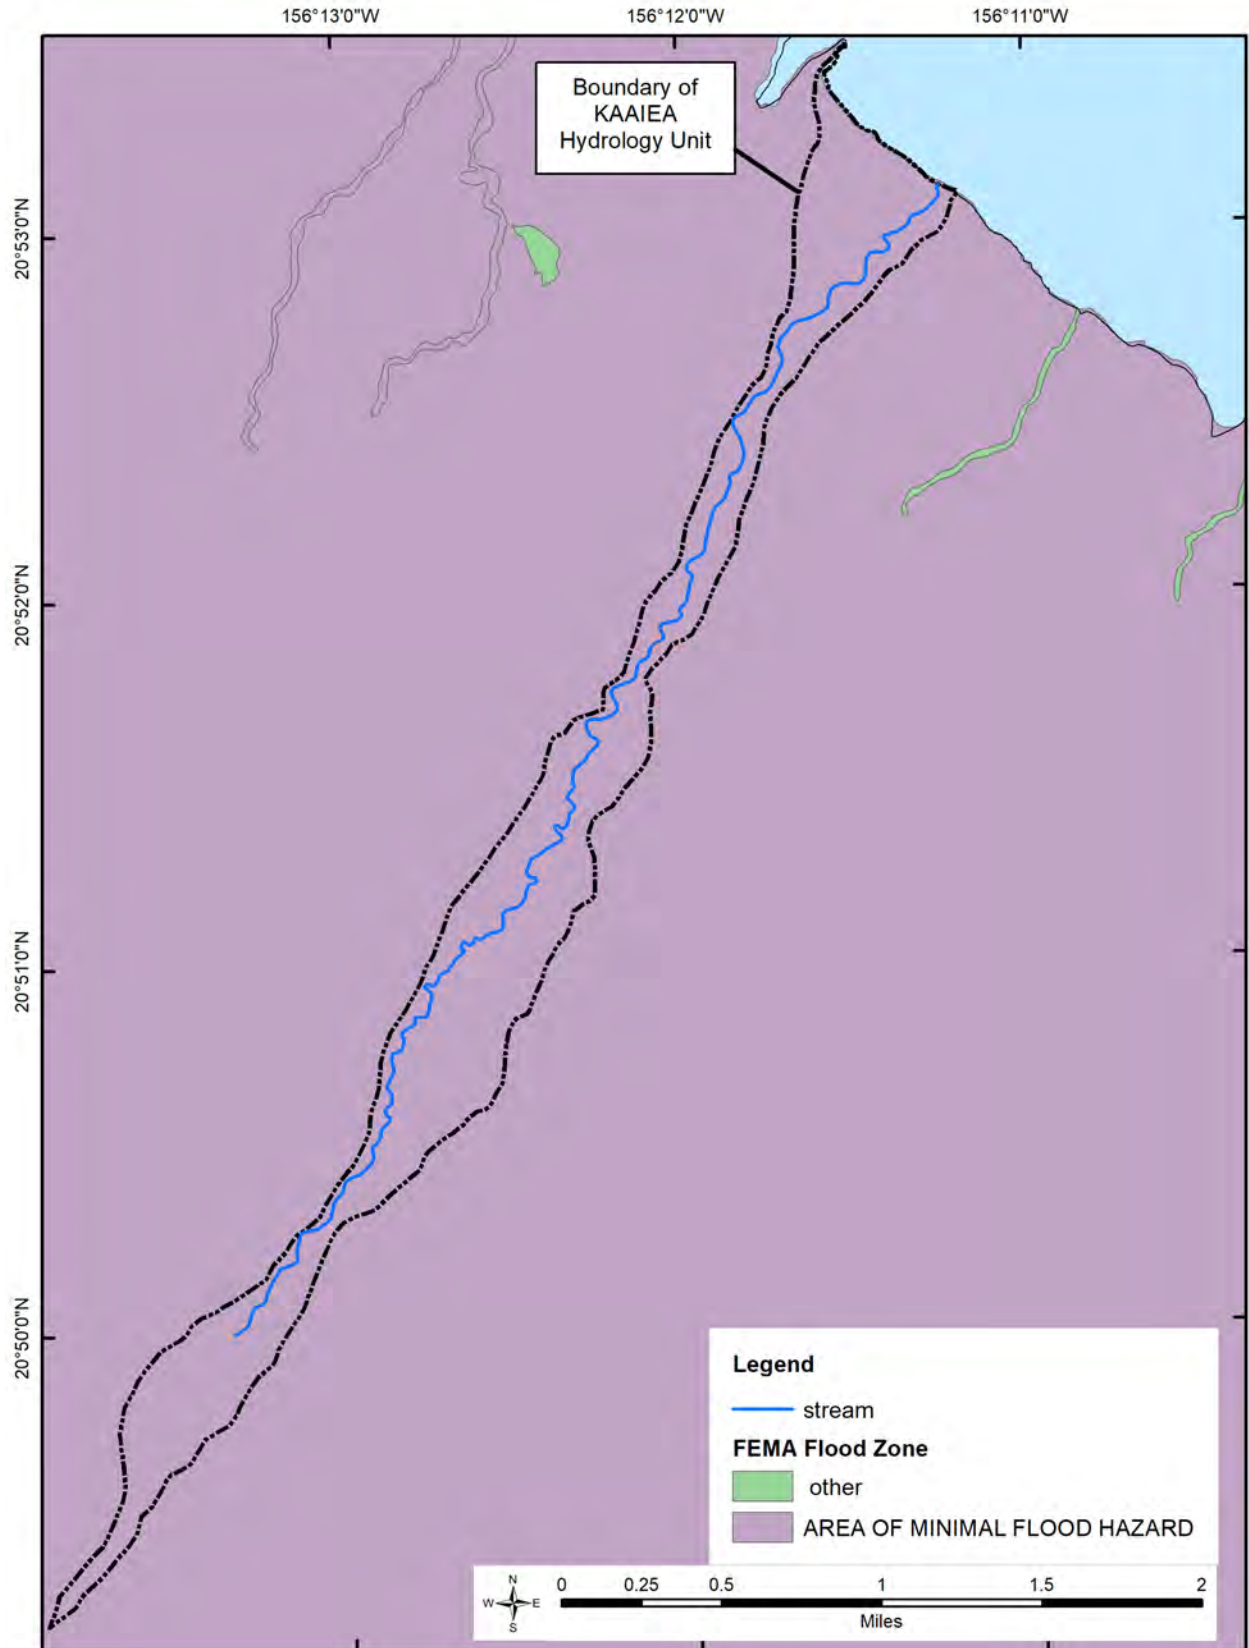 156°13'0"W
156°12'0"W
156°11'0"W
Boundary of
KAAIEA
Hydrology Unit
20°53'0"N
20°52'0"N
20°51'0"N
20°50'0"N
Legend
stream
FEMA Flood Zone
other
AREA OF MINIMAL FLOOD HAZARD
N
W E
S
0 0.25 0.5 1 1.5 2
Miles